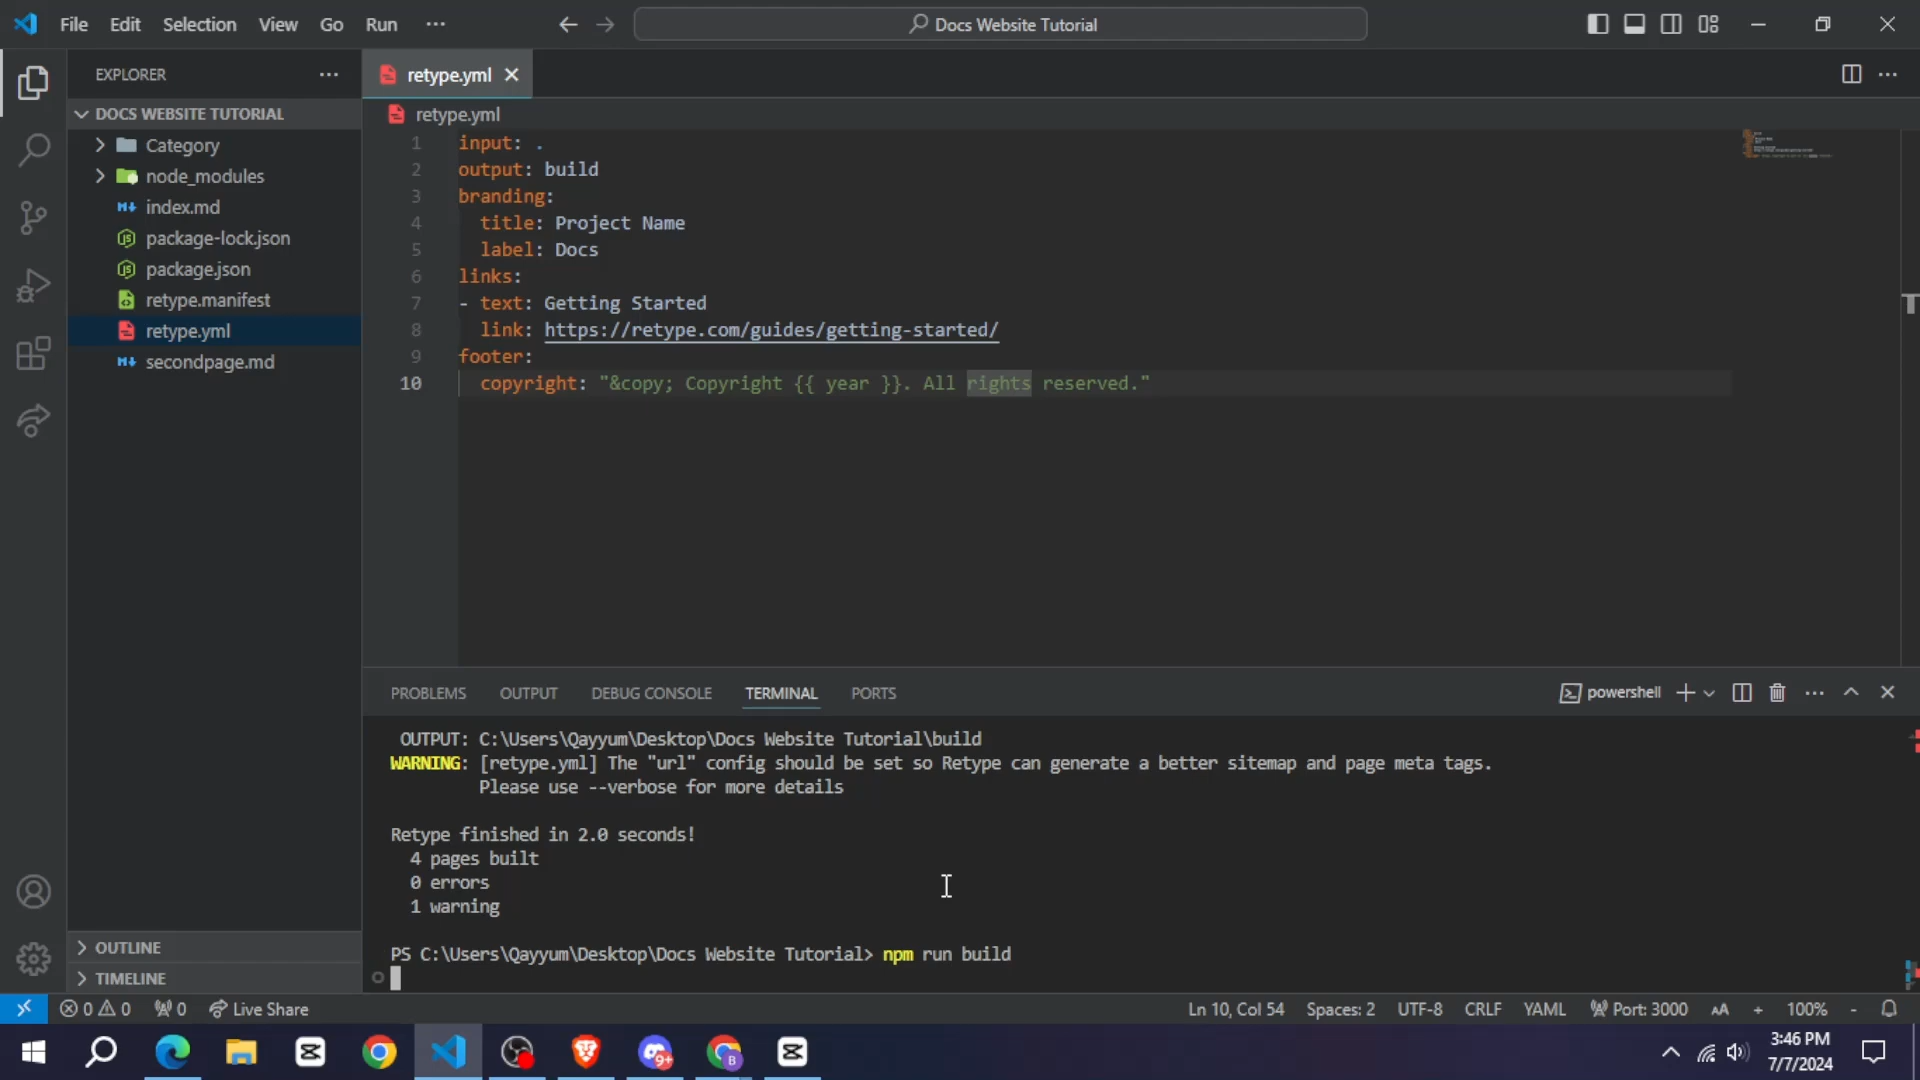 File Edit Selection View Go Run ··· Docs Website Tutorial
EXPLORER ···
DOCS WEBSITE TUTORIAL
Category
node_modules
index.md
package-lock.json
package.json
retype.manifest
retype.yml
secondpage.md
OUTLINE
TIMELINE
retype.yml
retype.yml
1 input: .
2 output: build
3 branding:
4 title: Project Name
5 label: Docs
6 links:
7 - text: Getting Started
8 link: https://retype.com/guides/getting-started/
9 footer:
10 copyright: "&copy; Copyright {{ year }}. All rights reserved."
PROBLEMS OUTPUT DEBUG CONSOLE TERMINAL PORTS powershell
OUTPUT: C:\Users\Qayyum\Desktop\Docs Website Tutorial\build
WARNING: [retype.yml] The "url" config should be set so Retype can generate a better sitemap and page meta tags.
Please use --verbose for more details
Retype finished in 2.0 seconds!
4 pages built
0 errors
1 warning
PS C:\Users\Qayyum\Desktop\Docs Website Tutorial> npm run build
0 0 0 Live Share Ln 10, Col 54 Spaces: 2 UTF-8 CRLF YAML Port: 3000 AA + 100% -
9+ B
3:46 PM
7/7/2024